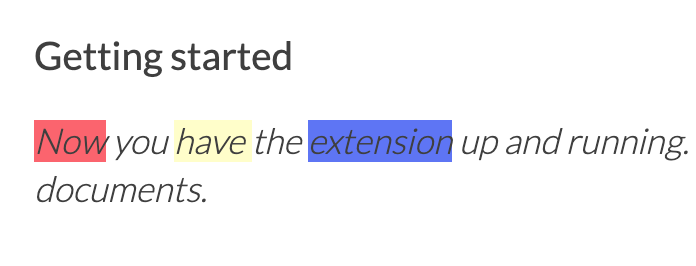 Getting started
Now you have the extension up and running.
documents.